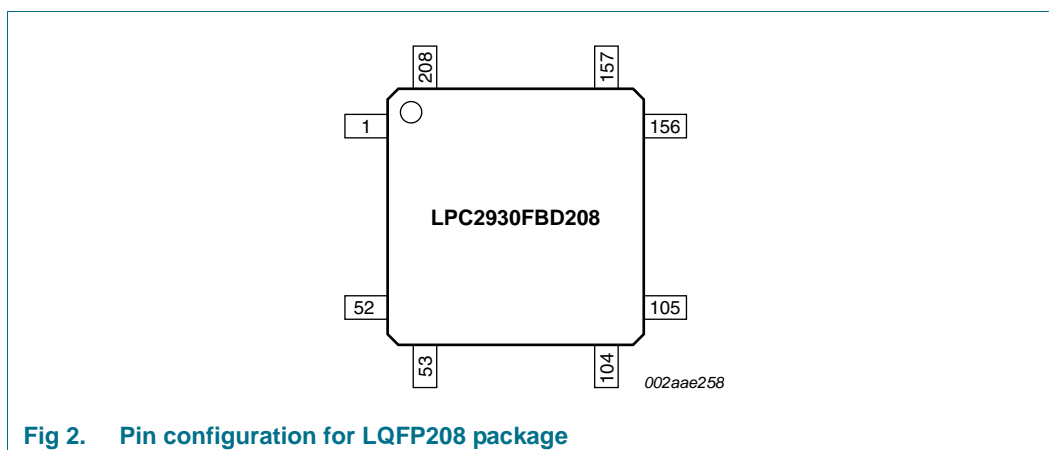 208
157
1
156
LPC2930FBD208
52
105
53
104
002aae258
Fig 2. Pin configuration for LQFP208 package